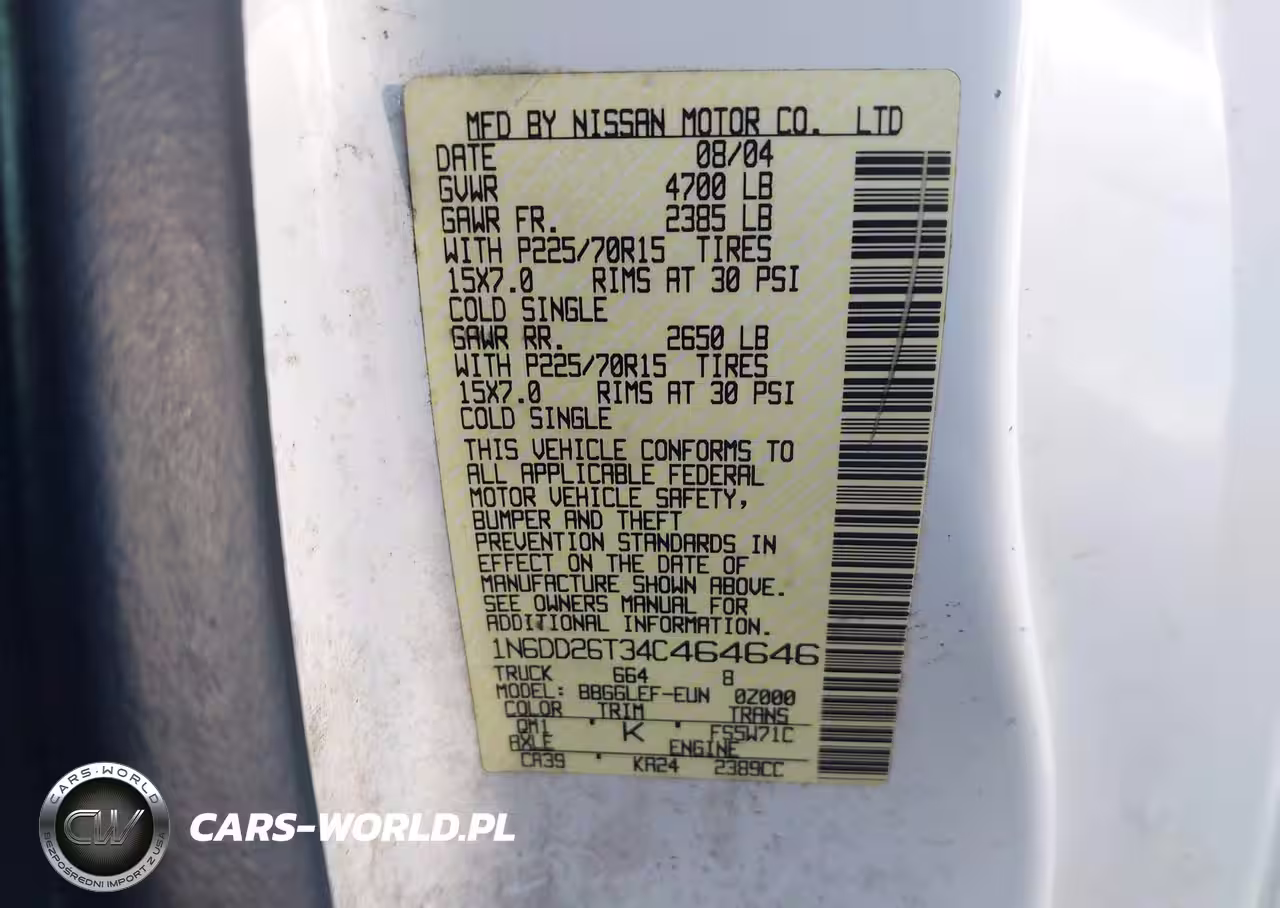 MFD BY NISSAN MOTOR CO. LTD
DATE 08/04
GVWR 4700 LB
GAWR FR. 2385 LB
WITH P225/70R15 TIRES
15X7.0 RIMS AT 30 PSI
COLD SINGLE
GAWR RR. 2650 LB
WITH P225/70R15 TIRES
15X7.0 RIMS AT 30 PSI
COLD SINGLE
THIS VEHICLE CONFORMS TO
ALL APPLICABLE FEDERAL
MOTOR VEHICLE SAFETY,
BUMPER AND THEFT
PREVENTION STANDARDS IN
EFFECT ON THE DATE OF
MANUFACTURE SHOWN ABOVE.
SEE OWNERS MANUAL FOR
ADDITIONAL INFORMATION.
1N6DD26T34C464646
TRUCK 664 8
MODEL: BBGGLEF-EUN 0Z000
COLOR TRIM TRANS
QM1 K FS5W71C
AXLE ENGINE
CA39 KA24 2389CC
CARS-WORLD
CW
BEZPOŚREDNI IMPORT Z USA
CARS-WORLD.PL